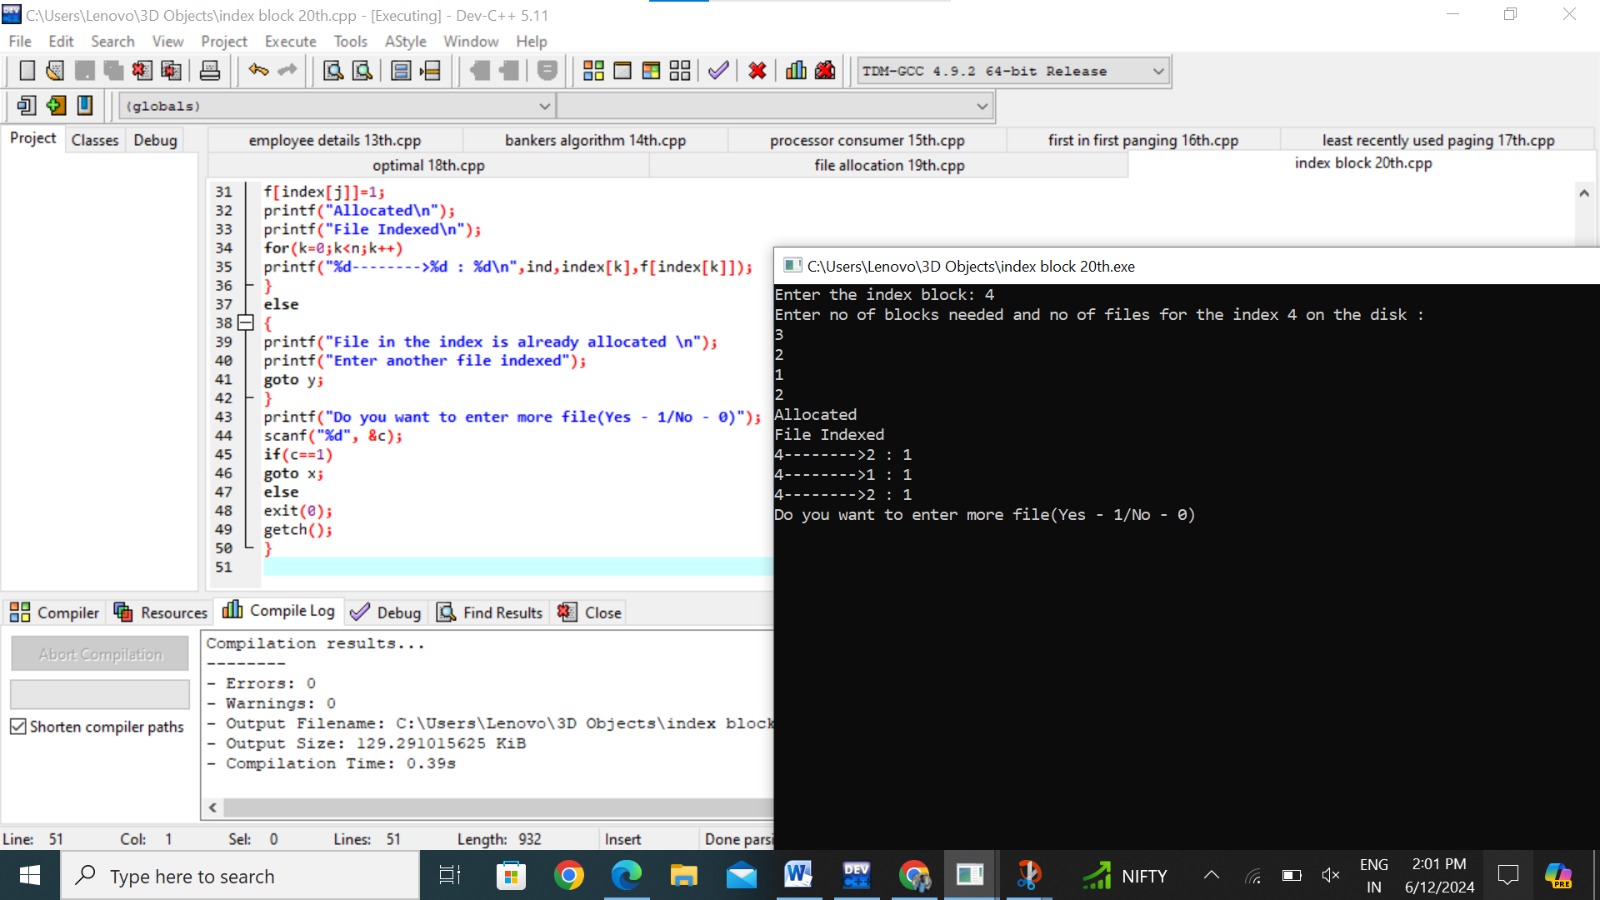 C:\Users\Lenovo\3D Objects\index block 20th.cpp - [Executing] - Dev-C++ 5.11
File Edit Search View Project Execute Tools AStyle Window Help
TDM-GCC 4.9.2 64-bit Release
(globals)
Project Classes Debug
employee details 13th.cpp bankers algorithm 14th.cpp processor consumer 15th.cpp first in first panging 16th.cpp least recently used paging 17th.cpp
optimal 18th.cpp file allocation 19th.cpp index block 20th.cpp
31 f[index[j]]=1;
32 printf("Allocated\n");
33 printf("File Indexed\n");
34 for(k=0;k<n;k++)
35 printf("%d-------->%d : %d\n",ind,index[k],f[index[k]]);
36 }
37 else
38 {
39 printf("File in the index is already allocated \n");
40 printf("Enter another file indexed");
41 goto y;
42 }
43 printf("Do you want to enter more file(Yes - 1/No - 0)");
44 scanf("%d", &c);
45 if(c==1)
46 goto x;
47 else
48 exit(0);
49 getch();
50 }
51
C:\Users\Lenovo\3D Objects\index block 20th.exe
Enter the index block: 4
Enter no of blocks needed and no of files for the index 4 on the disk :
3
2
1
2
Allocated
File Indexed
4-------->2 : 1
4-------->1 : 1
4-------->2 : 1
Do you want to enter more file(Yes - 1/No - 0)
Compiler Resources Compile Log Debug Find Results Close
Abort Compilation
Shorten compiler paths
Compilation results...
--------
- Errors: 0
- Warnings: 0
- Output Filename: C:\Users\Lenovo\3D Objects\index block
- Output Size: 129.291015625 KiB
- Compilation Time: 0.39s
Line: 51 Col: 1 Sel: 0 Lines: 51 Length: 932 Insert Done parsi
Type here to search
DEV C++
NIFTY
ENG
IN
2:01 PM
6/12/2024
PRE